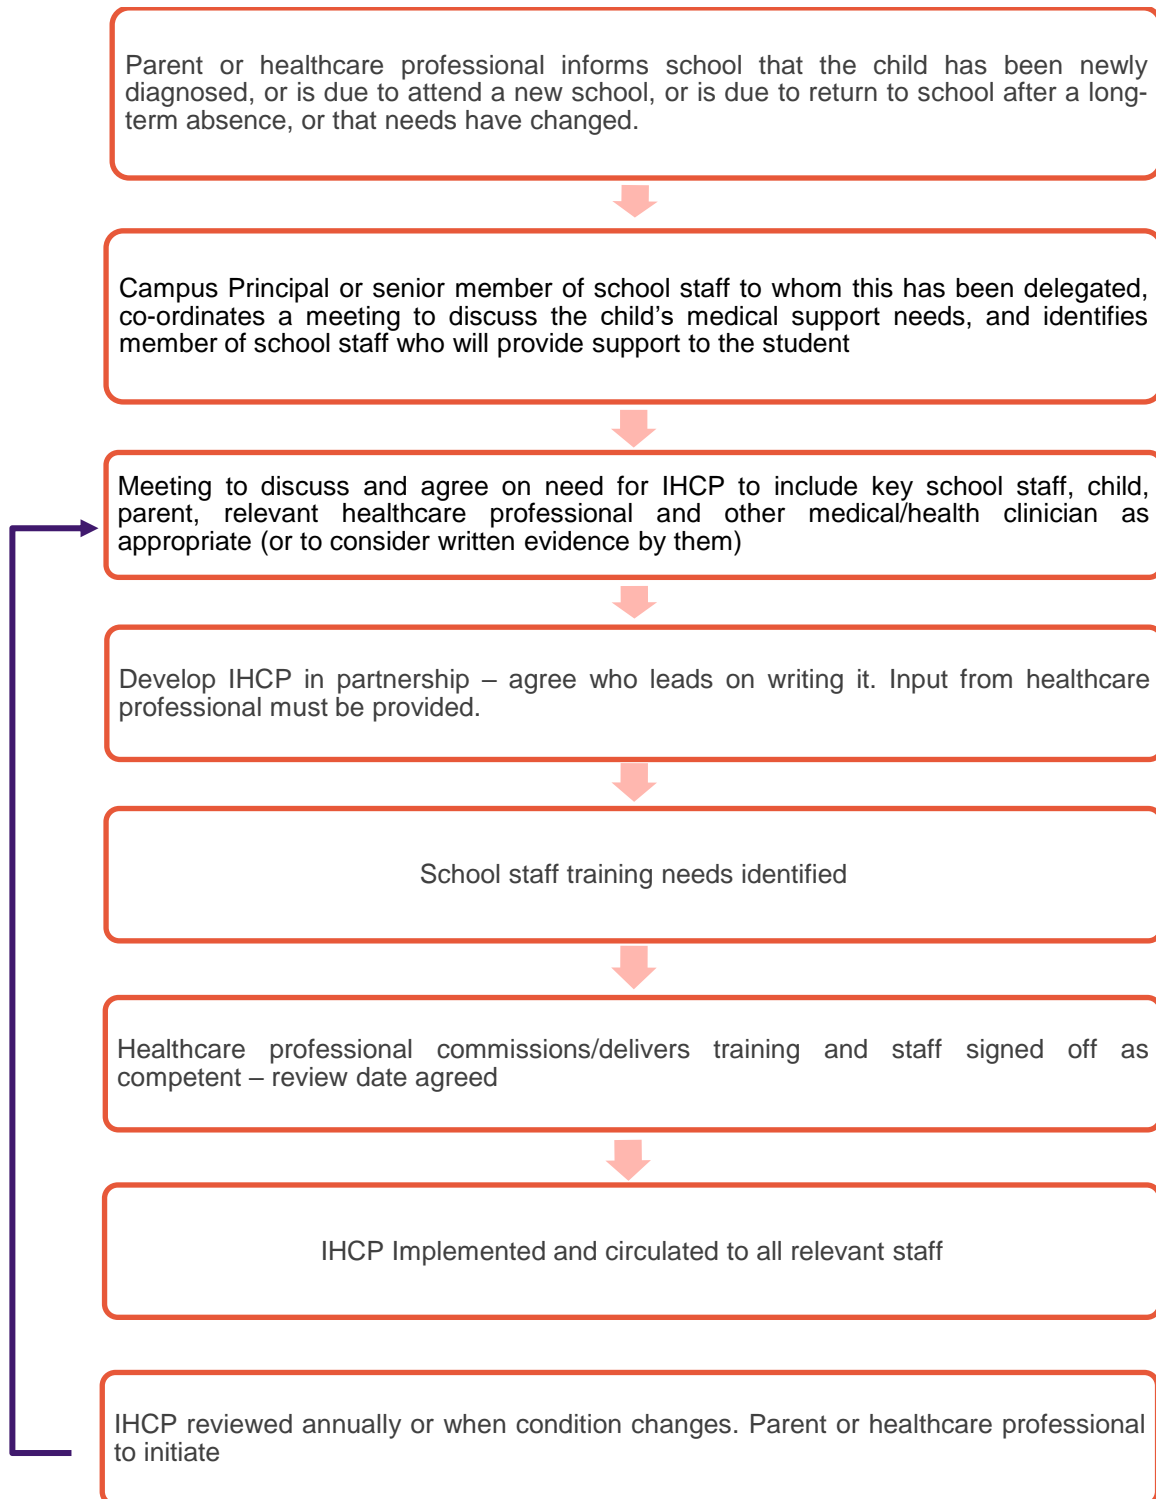 Parent or healthcare professional informs school that the child has been newly
diagnosed, or is due to attend a new school, or is due to return to school after a long-
term absence, or that needs have changed.
Campus Principal or senior member of school staff to whom this has been delegated,
co-ordinates a meeting to discuss the child’s medical support needs, and identifies
member of school staff who will provide support to the student
Meeting to discuss and agree on need for IHCP to include key school staff, child,
parent, relevant healthcare professional and other medical/health clinician as
appropriate (or to consider written evidence by them)
Develop IHCP in partnership – agree who leads on writing it. Input from healthcare
professional must be provided.
School staff training needs identified
Healthcare professional commissions/delivers training and staff signed off as
competent – review date agreed
IHCP Implemented and circulated to all relevant staff
IHCP reviewed annually or when condition changes. Parent or healthcare professional
to initiate